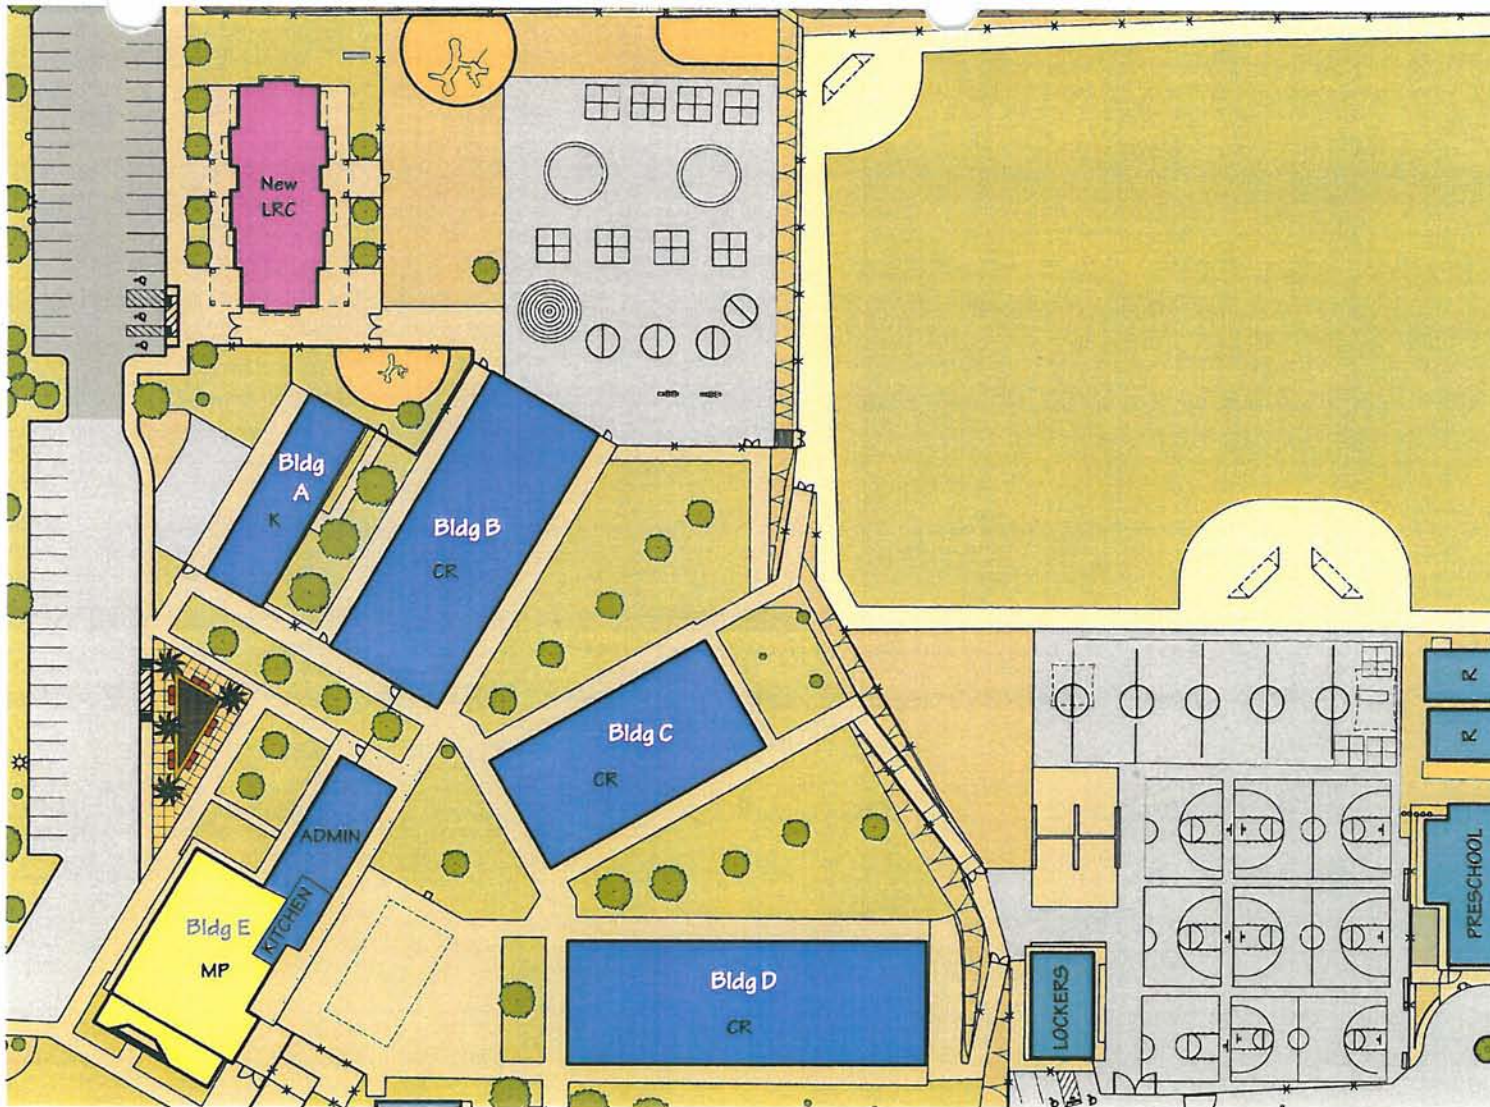 New
LRC
Bldg
A
K
Bldg B
CR
Bldg C
CR
R
R
ADMIN
KITCHEN
Bldg E
MP
PRESCHOOL
Bldg D
CR
LOCKERS